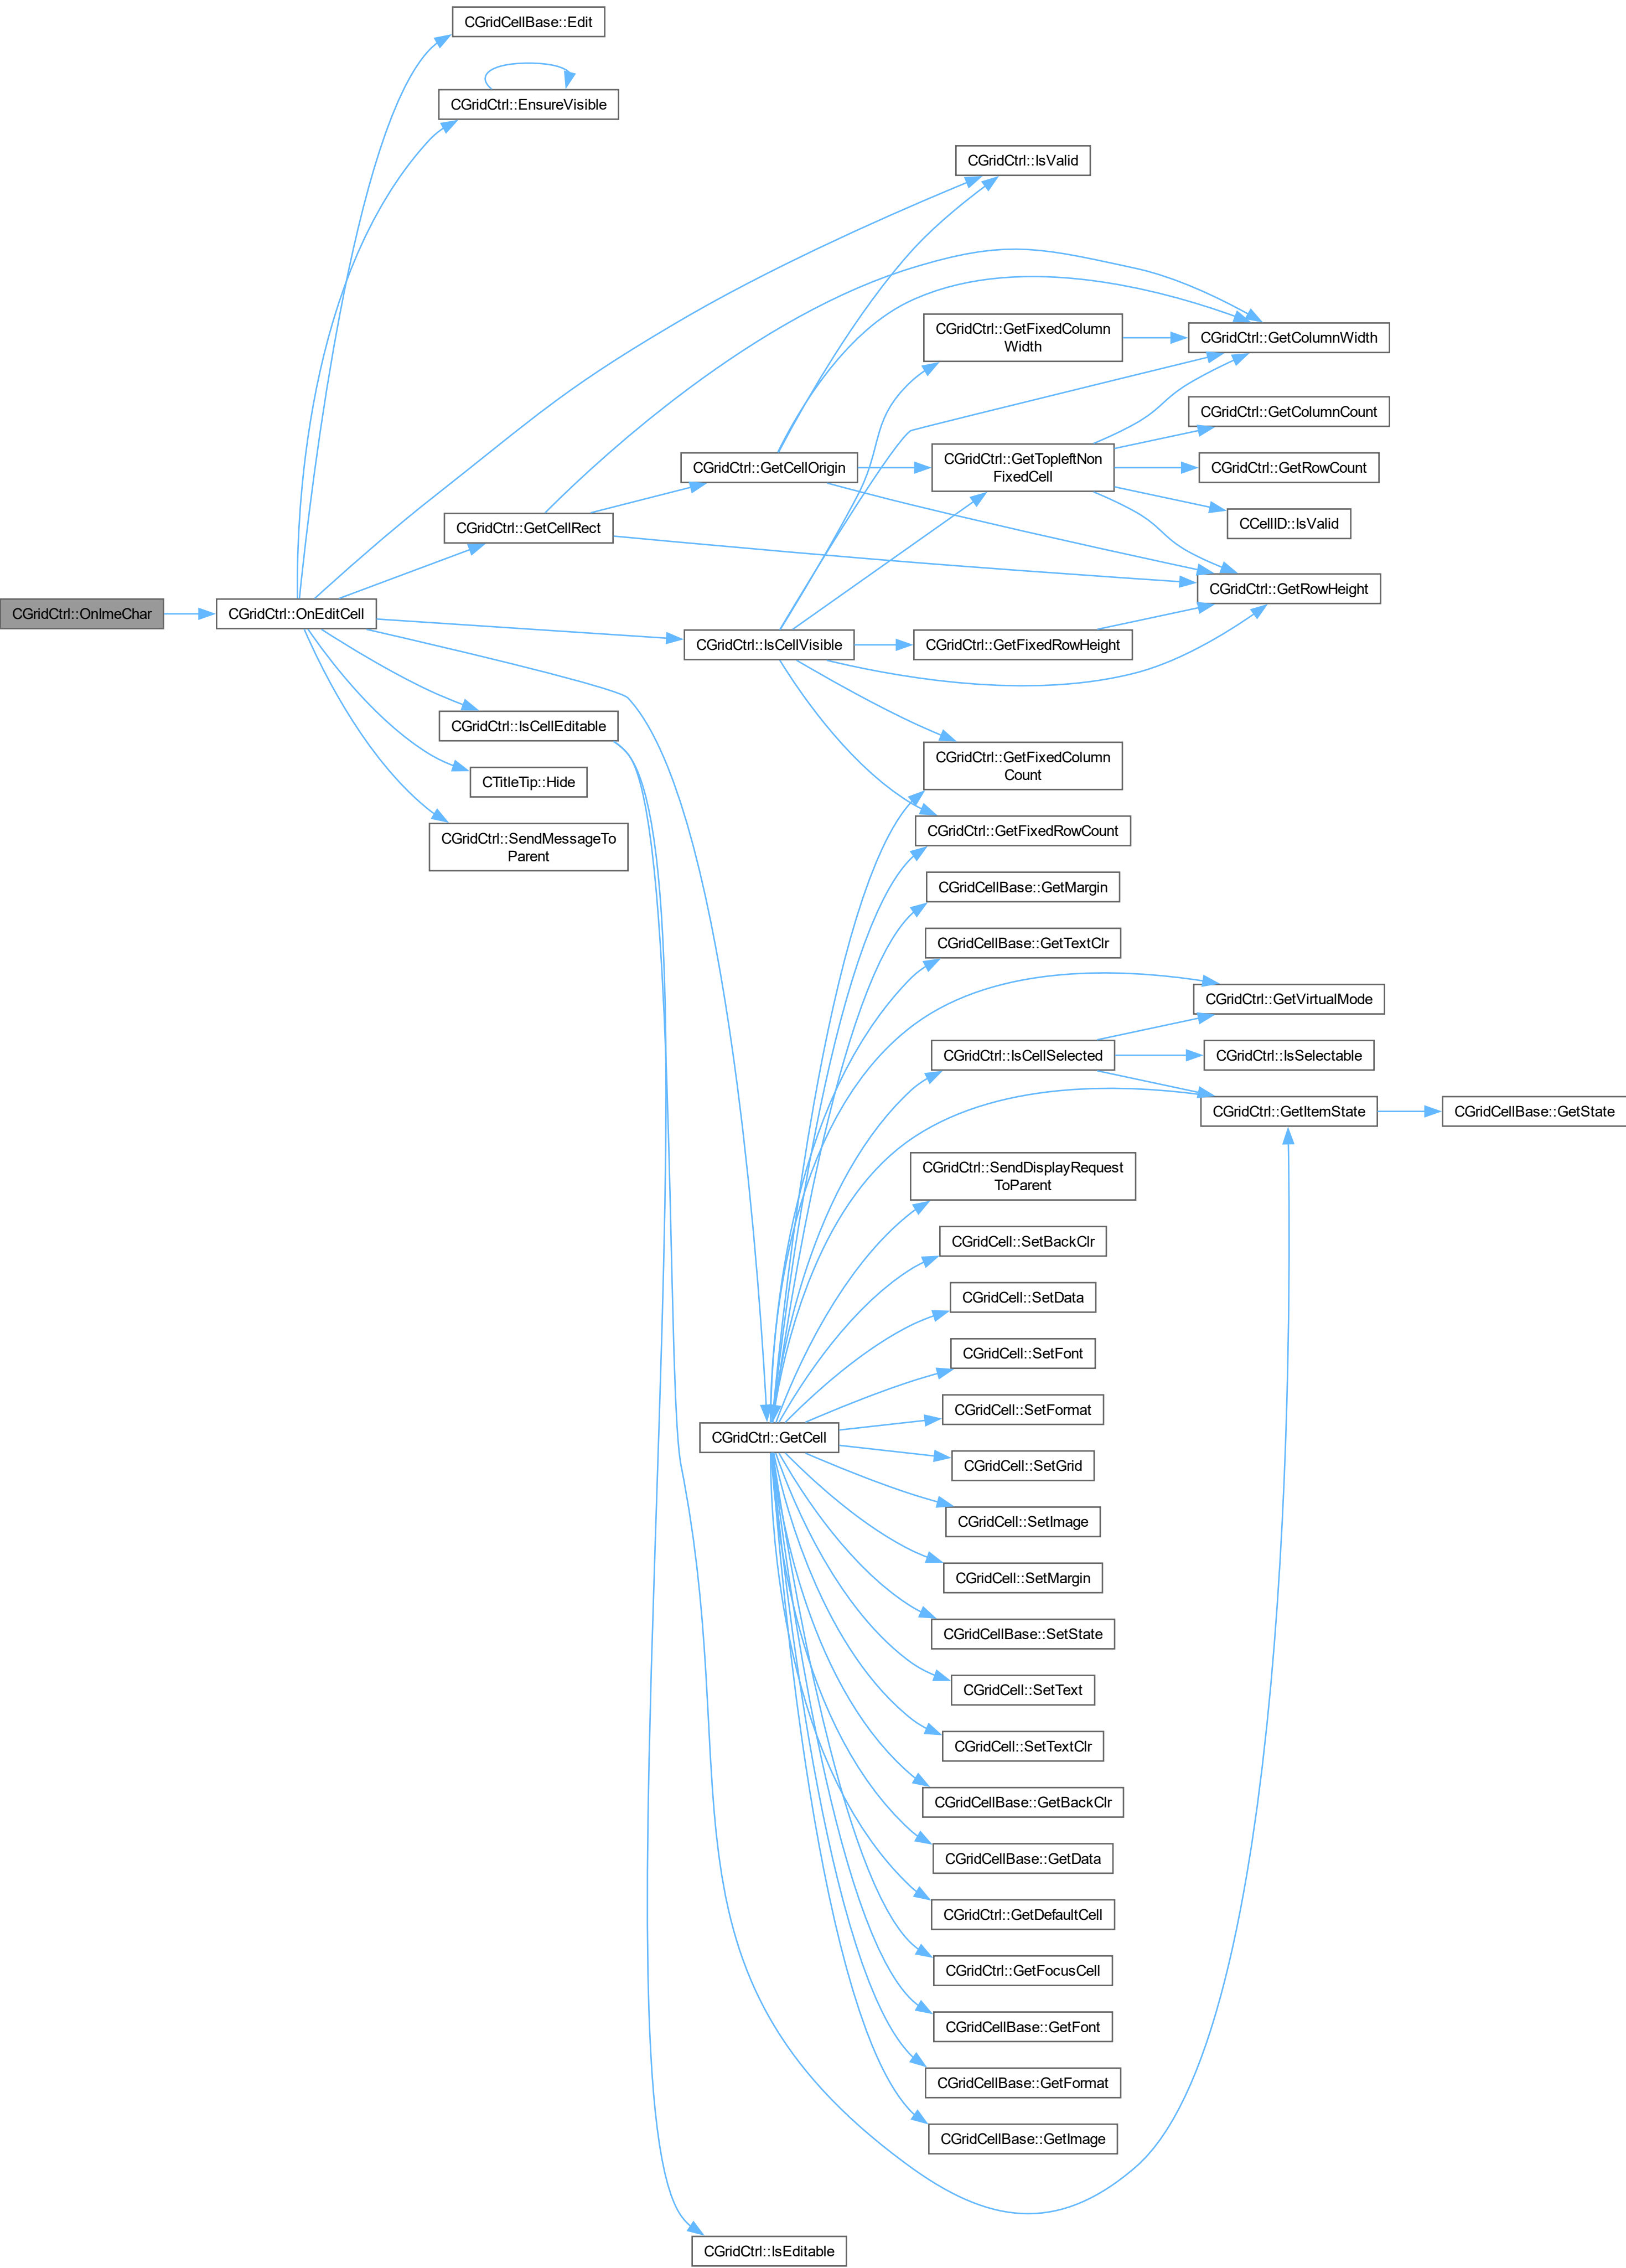 CGridCellBase::Edit
CGridCtrl::EnsureVisible
CGridCtrl::IsValid
CGridCtrl::GetFixedColumn
Width
CGridCtrl::GetColumnWidth
CGridCtrl::GetColumnCount
CGridCtrl::GetCellOrigin
CGridCtrl::GetTopleftNon
FixedCell
CGridCtrl::GetRowCount
CGridCtrl::GetCellRect
CCellID::IsValid
CGridCtrl::GetRowHeight
CGridCtrl::OnImeChar
CGridCtrl::OnEditCell
CGridCtrl::IsCellVisible
CGridCtrl::GetFixedRowHeight
CGridCtrl::IsCellEditable
CGridCtrl::GetFixedColumn
Count
CTitleTip::Hide
CGridCtrl::SendMessageTo
Parent
CGridCtrl::GetFixedRowCount
CGridCellBase::GetMargin
CGridCellBase::GetTextClr
CGridCtrl::GetVirtualMode
CGridCtrl::IsCellSelected
CGridCtrl::IsSelectable
CGridCtrl::GetItemState
CGridCellBase::GetState
CGridCtrl::SendDisplayRequest
ToParent
CGridCell::SetBackClr
CGridCell::SetData
CGridCell::SetFont
CGridCell::SetFormat
CGridCtrl::GetCell
CGridCell::SetGrid
CGridCell::SetImage
CGridCell::SetMargin
CGridCellBase::SetState
CGridCell::SetText
CGridCell::SetTextClr
CGridCellBase::GetBackClr
CGridCellBase::GetData
CGridCtrl::GetDefaultCell
CGridCtrl::GetFocusCell
CGridCellBase::GetFont
CGridCellBase::GetFormat
CGridCellBase::GetImage
CGridCtrl::IsEditable